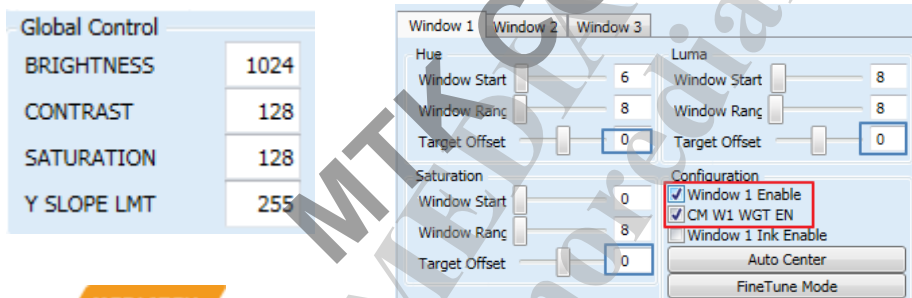 Global Control
BRIGHTNESS 1024
CONTRAST 128
SATURATION 128
Y SLOPE LMT 255
Window 1 Window 2 Window 3
Hue
Window Start 6
Window Rang 8
Target Offset 0
Luma
Window Start 8
Window Rang 8
Target Offset 0
Saturation
Window Start 0
Window Rang 8
Target Offset 0
Configuration
Window 1 Enable
CM W1 WGT EN
Window 1 Ink Enable
Auto Center
FineTune Mode
MTK